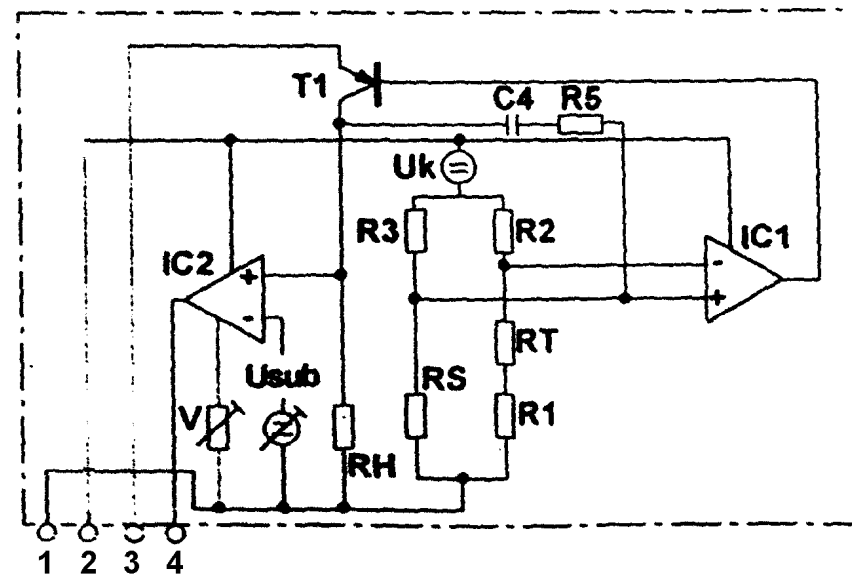 T1
C4 R5
Uk
R3 R2 IC1
IC2
+ -
- +
RT
Usub RS
V R1
RH
1 2 3 4